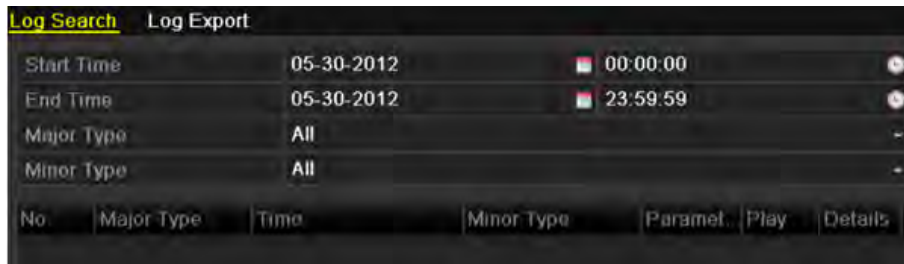 Log Search Log Export
Start Time 05-30-2012 00:00:00
End Time 05-30-2012 23:59:59
Major Type All
Minor Type All
No. Major Type Time Minor Type Paramet.. Play Details